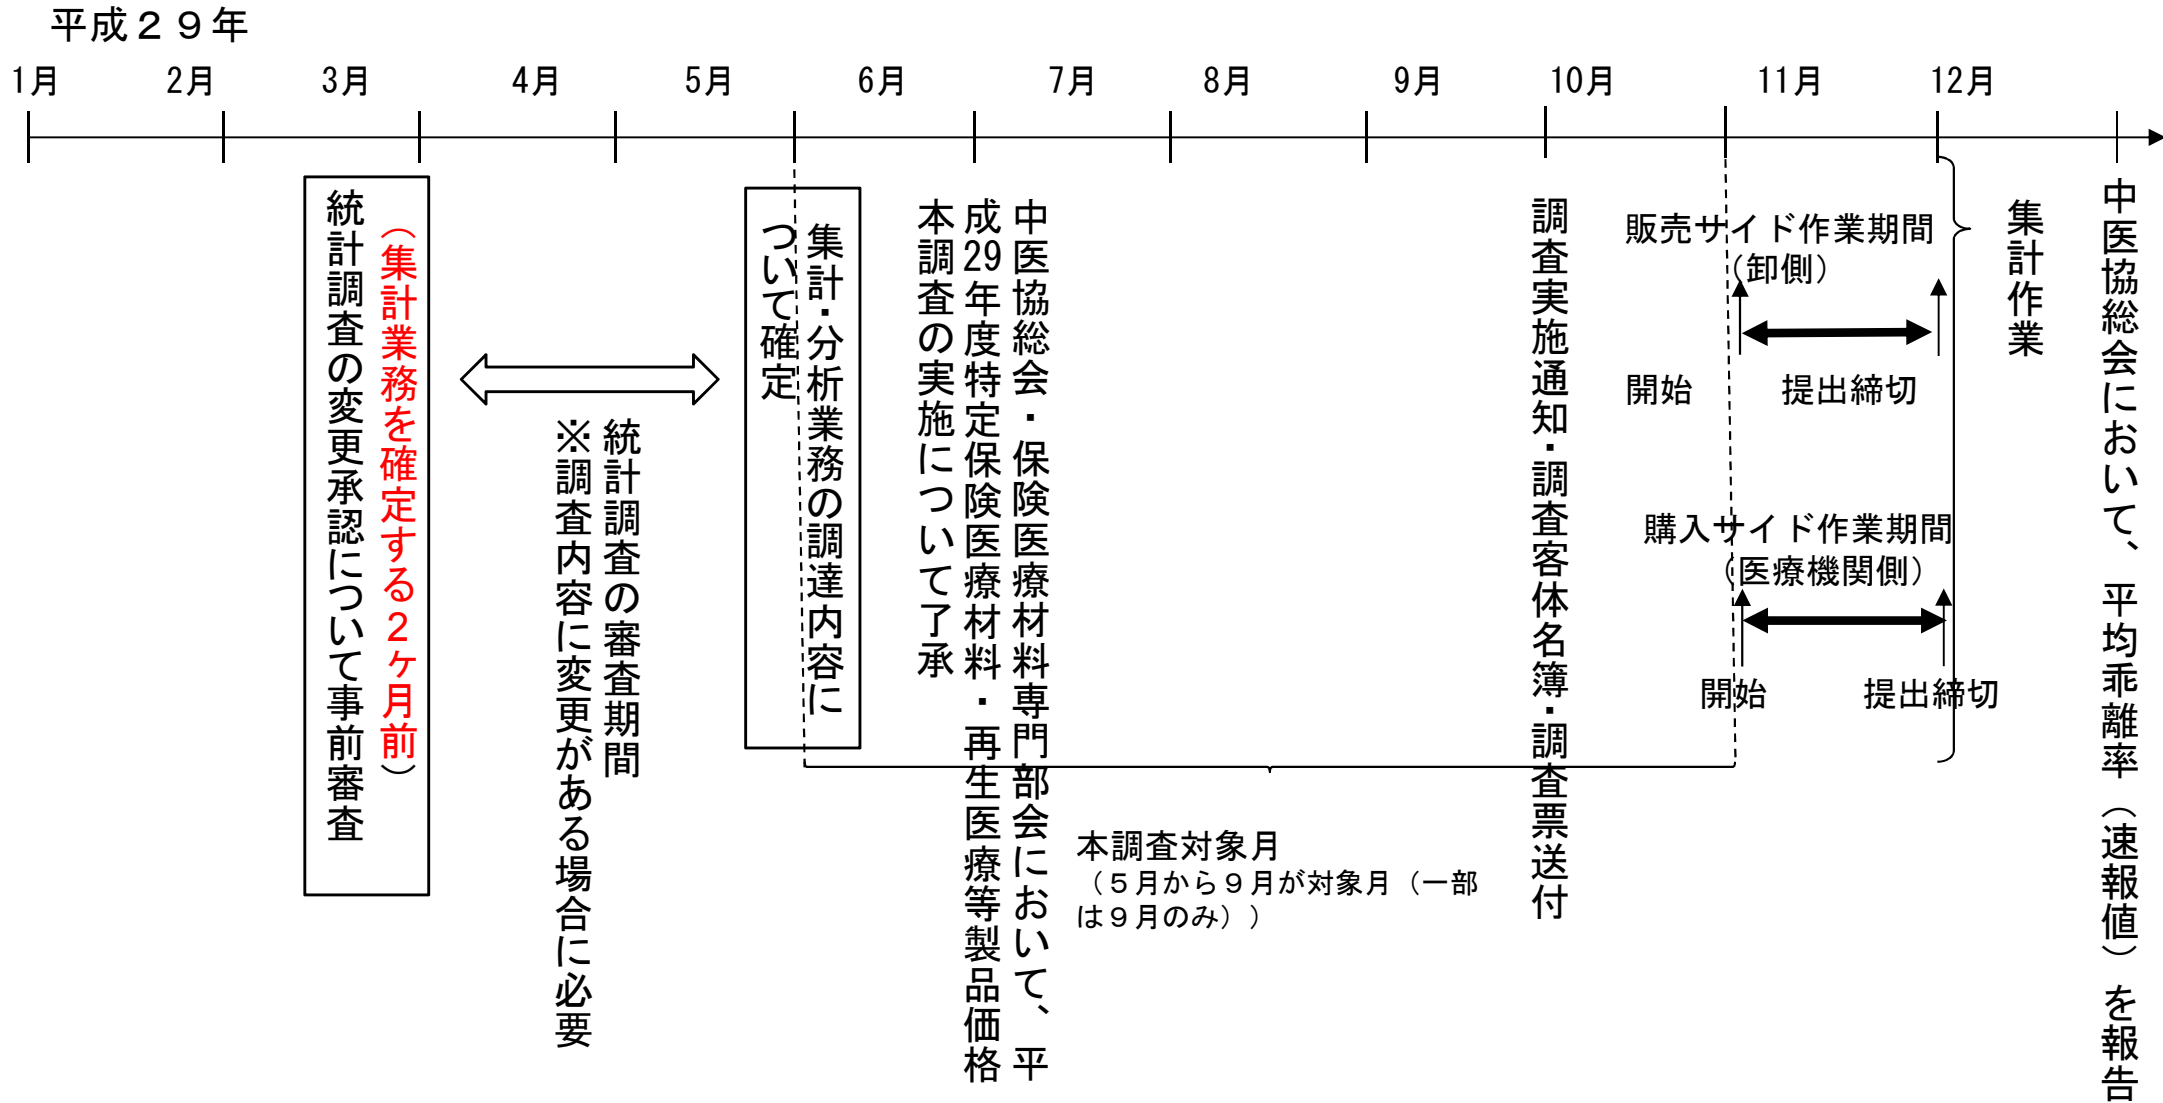 平成２９年
1月 2月 3月 4月 5月 6月 7月 8月 9月 10月 11月 12月
（集計業務を確定する２ヶ月前）
統計調査の変更承認について事前審査
統計調査の審査期間
※調査内容に変更がある場合に必要
集計・分析業務の調達内容に
ついて確定
中医協総会・保険医療材料専門部会において、平
成29年度特定保険医療材料・再生医療等製品価格
本調査の実施について了承
本調査対象月
（５月から９月が対象月（一部
は９月のみ））
調査実施通知・調査客体名簿・調査票送付
販売サイド作業期間
（卸側）
開始
提出締切
購入サイド作業期間
（医療機関側）
開始
提出締切
集計作業
中医協総会において、平均乖離率（速報値）を報告